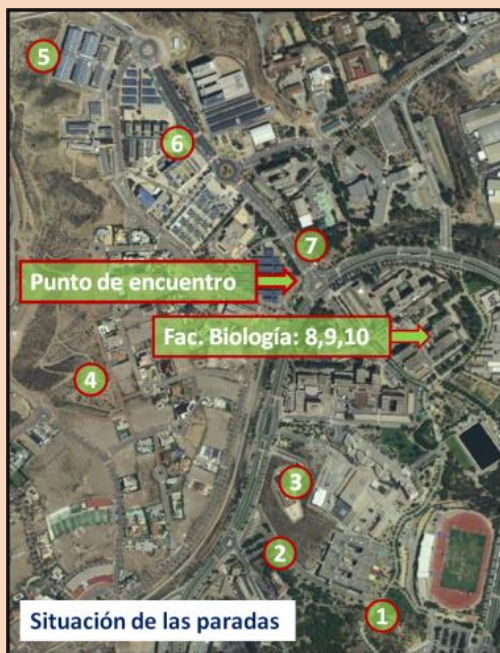 5
6
7
Punto de encuentro
Fac. Biología: 8,9,10
4
3
2
1
Situación de las paradas